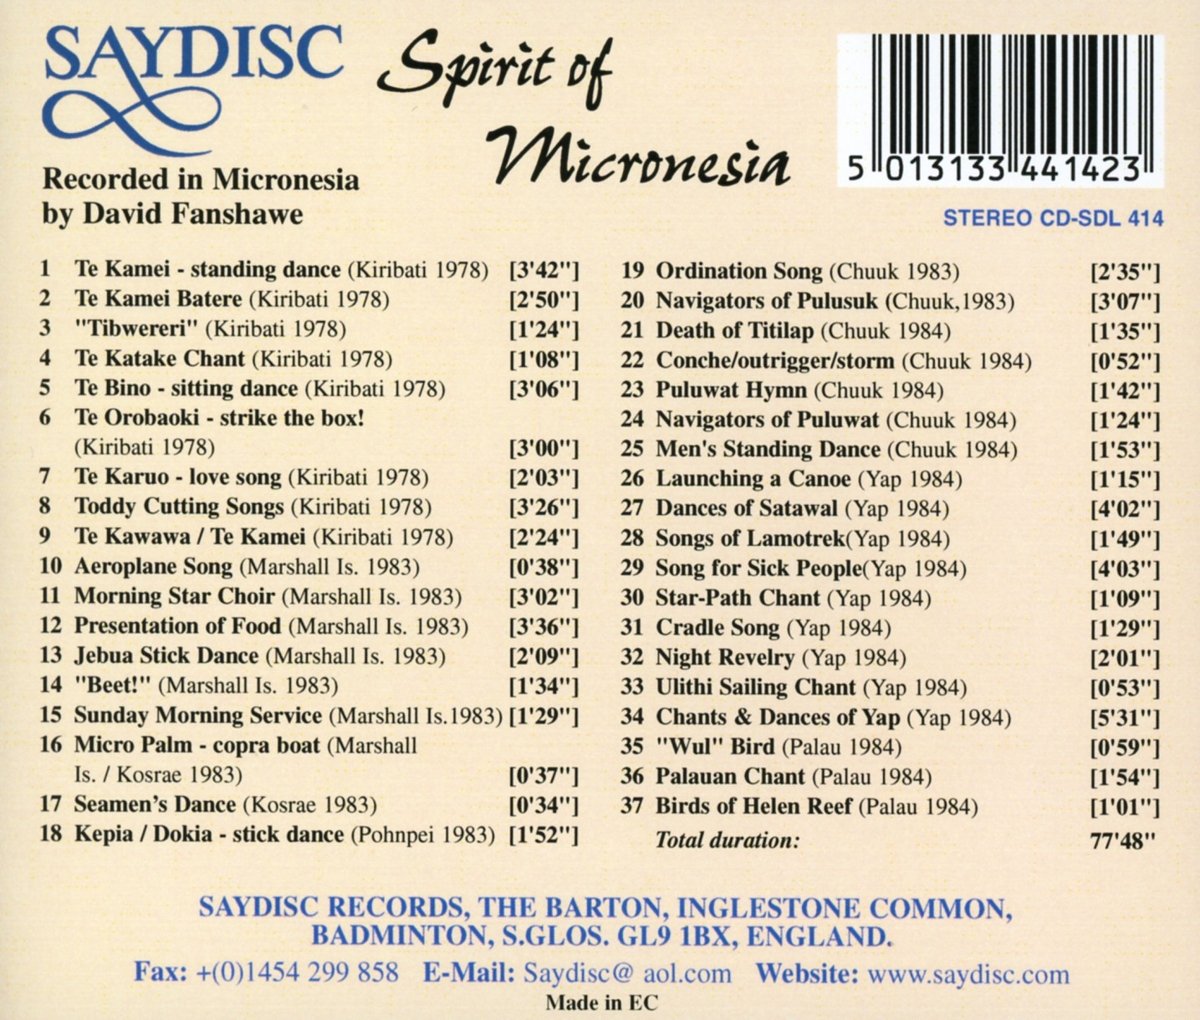 SAYDISC
Spirit of
Micronesia
Recorded in Micronesia
by David Fanshawe
5 013133 441423
STEREO CD-SDL 414
1 Te Kamei - standing dance (Kiribati 1978) [3'42"]
2 Te Kamei Batere (Kiribati 1978) [2'50"]
3 "Tibwereri" (Kiribati 1978) [1'24"]
4 Te Katake Chant (Kiribati 1978) [1'08"]
5 Te Bino - sitting dance (Kiribati 1978) [3'06"]
6 Te Orobaoki - strike the box!
(Kiribati 1978) [3'00"]
7 Te Karuo - love song (Kiribati 1978) [2'03"]
8 Toddy Cutting Songs (Kiribati 1978) [3'26"]
9 Te Kawawa / Te Kamei (Kiribati 1978) [2'24"]
10 Aeroplane Song (Marshall Is. 1983) [0'38"]
11 Morning Star Choir (Marshall Is. 1983) [3'02"]
12 Presentation of Food (Marshall Is. 1983) [3'36"]
13 Jebua Stick Dance (Marshall Is. 1983) [2'09"]
14 "Beet!" (Marshall Is. 1983) [1'34"]
15 Sunday Morning Service (Marshall Is.1983) [1'29"]
16 Micro Palm - copra boat (Marshall
Is. / Kosrae 1983) [0'37"]
17 Seamen's Dance (Kosrae 1983) [0'34"]
18 Kepia / Dokia - stick dance (Pohnpei 1983) [1'52"]
19 Ordination Song (Chuuk 1983) [2'35"]
20 Navigators of Pulusuk (Chuuk,1983) [3'07"]
21 Death of Titilap (Chuuk 1984) [1'35"]
22 Conche/outrigger/storm (Chuuk 1984) [0'52"]
23 Puluwat Hymn (Chuuk 1984) [1'42"]
24 Navigators of Puluwat (Chuuk 1984) [1'24"]
25 Men's Standing Dance (Chuuk 1984) [1'53"]
26 Launching a Canoe (Yap 1984) [1'15"]
27 Dances of Satawal (Yap 1984) [4'02"]
28 Songs of Lamotrek(Yap 1984) [1'49"]
29 Song for Sick People(Yap 1984) [4'03"]
30 Star-Path Chant (Yap 1984) [1'09"]
31 Cradle Song (Yap 1984) [1'29"]
32 Night Revelry (Yap 1984) [2'01"]
33 Ulithi Sailing Chant (Yap 1984) [0'53"]
34 Chants & Dances of Yap (Yap 1984) [5'31"]
35 "Wul" Bird (Palau 1984) [0'59"]
36 Palauan Chant (Palau 1984) [1'54"]
37 Birds of Helen Reef (Palau 1984) [1'01"]
Total duration: 77'48"
SAYDISC RECORDS, THE BARTON, INGLESTONE COMMON,
BADMINTON, S.GLOS. GL9 1BX, ENGLAND.
Fax: +(0)1454 299 858 E-Mail: Saydisc@ aol.com Website: www.saydisc.com
Made in EC